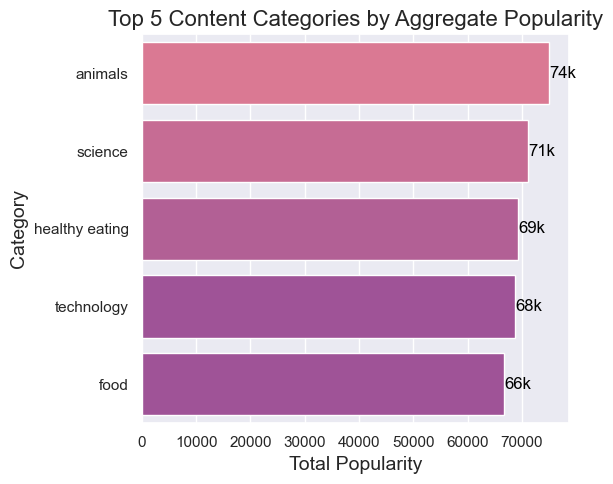 Top 5 Content Categories by Aggregate Popularity
animals
74k
science
71k
healthy eating
69k
technology
68k
food
66k
Category
0 10000 20000 30000 40000 50000 60000 70000
Total Popularity